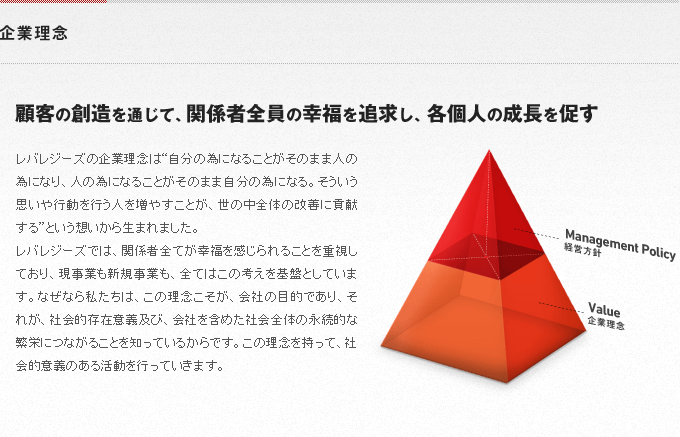 企業理念
顧客の創造を通じて、関係者全員の幸福を追求し、各個人の成長を促す
レバレジーズの企業理念は“自分の為になることがそのまま人の
為になり、人の為になることがそのまま自分の為になる。そういう
思いや行動を行う人を増やすことが、世の中全体の改善に貢献
する”という想いから生まれました。
レバレジーズでは、関係者全てが幸福を感じられることを重視し
ており、現事業も新規事業も、全てはこの考えを基盤としていま
す。なぜなら私たちは、この理念こそが、会社の目的であり、そ
れが、社会的存在意義及び、会社を含めた社会全体の永続的な
繁栄につながることを知っているからです。この理念を持って、社
会的意義のある活動を行っていきます。
Management Policy
経営方針
Value
企業理念